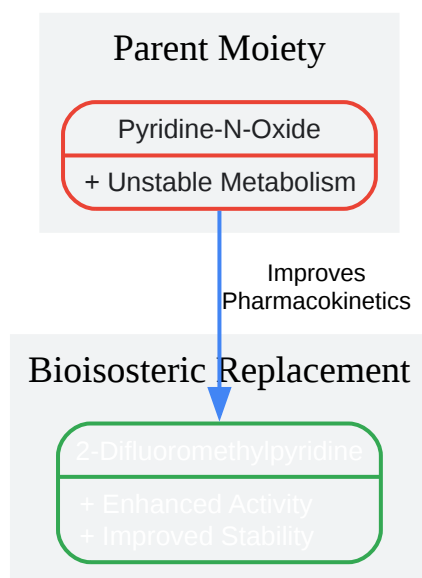 Parent Moiety
Pyridine-N-Oxide
+ Unstable Metabolism
Improves
Pharmacokinetics
Bioisosteric Replacement
2-Difluoromethylpyridine
+ Enhanced Activity
+ Improved Stability